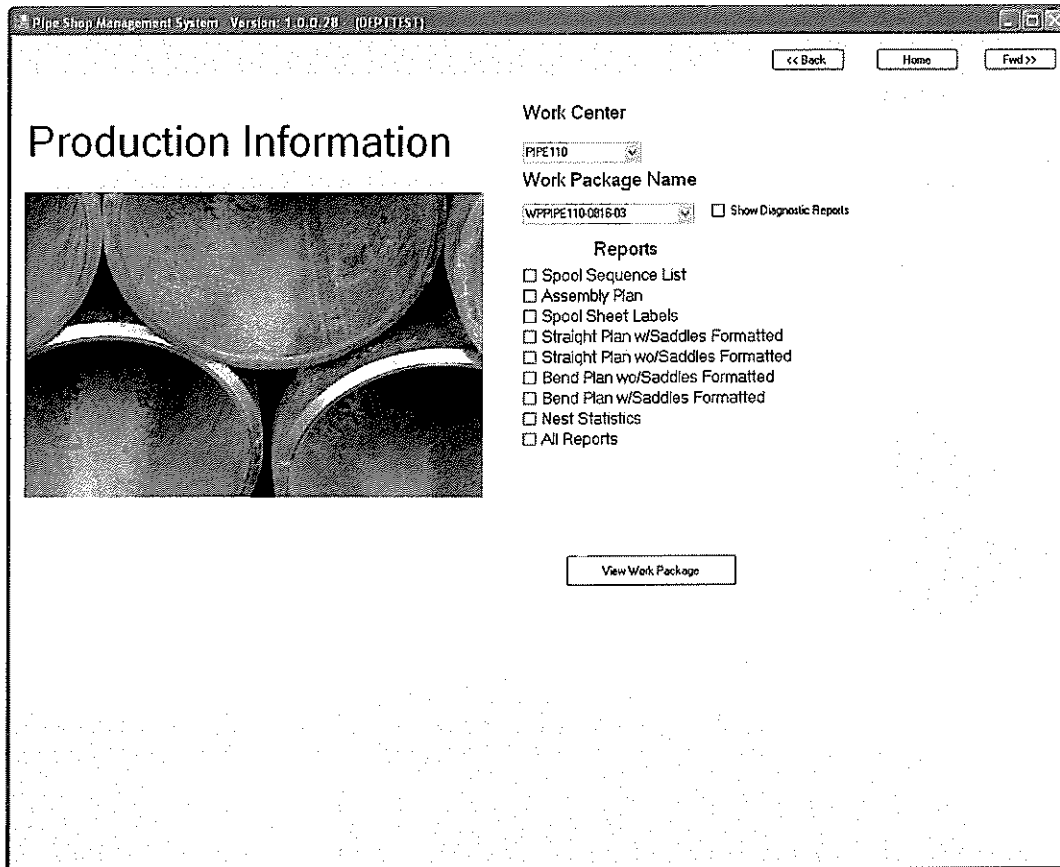 Pipe Shop Management System Version: 1.0.0.28 (DEPTTEST)
<< Back Home Fwd >>
Production Information
Work Center
PIPE110
Work Package Name
WPPIPE110-0816-03 Show Diagnostic Reports
Reports
Spool Sequence List
Assembly Plan
Spool Sheet Labels
Straight Plan w/Saddles Formatted
Straight Plan wo/Saddles Formatted
Bend Plan wo/Saddles Formatted
Bend Plan w/Saddles Formatted
Nest Statistics
All Reports
View Work Package